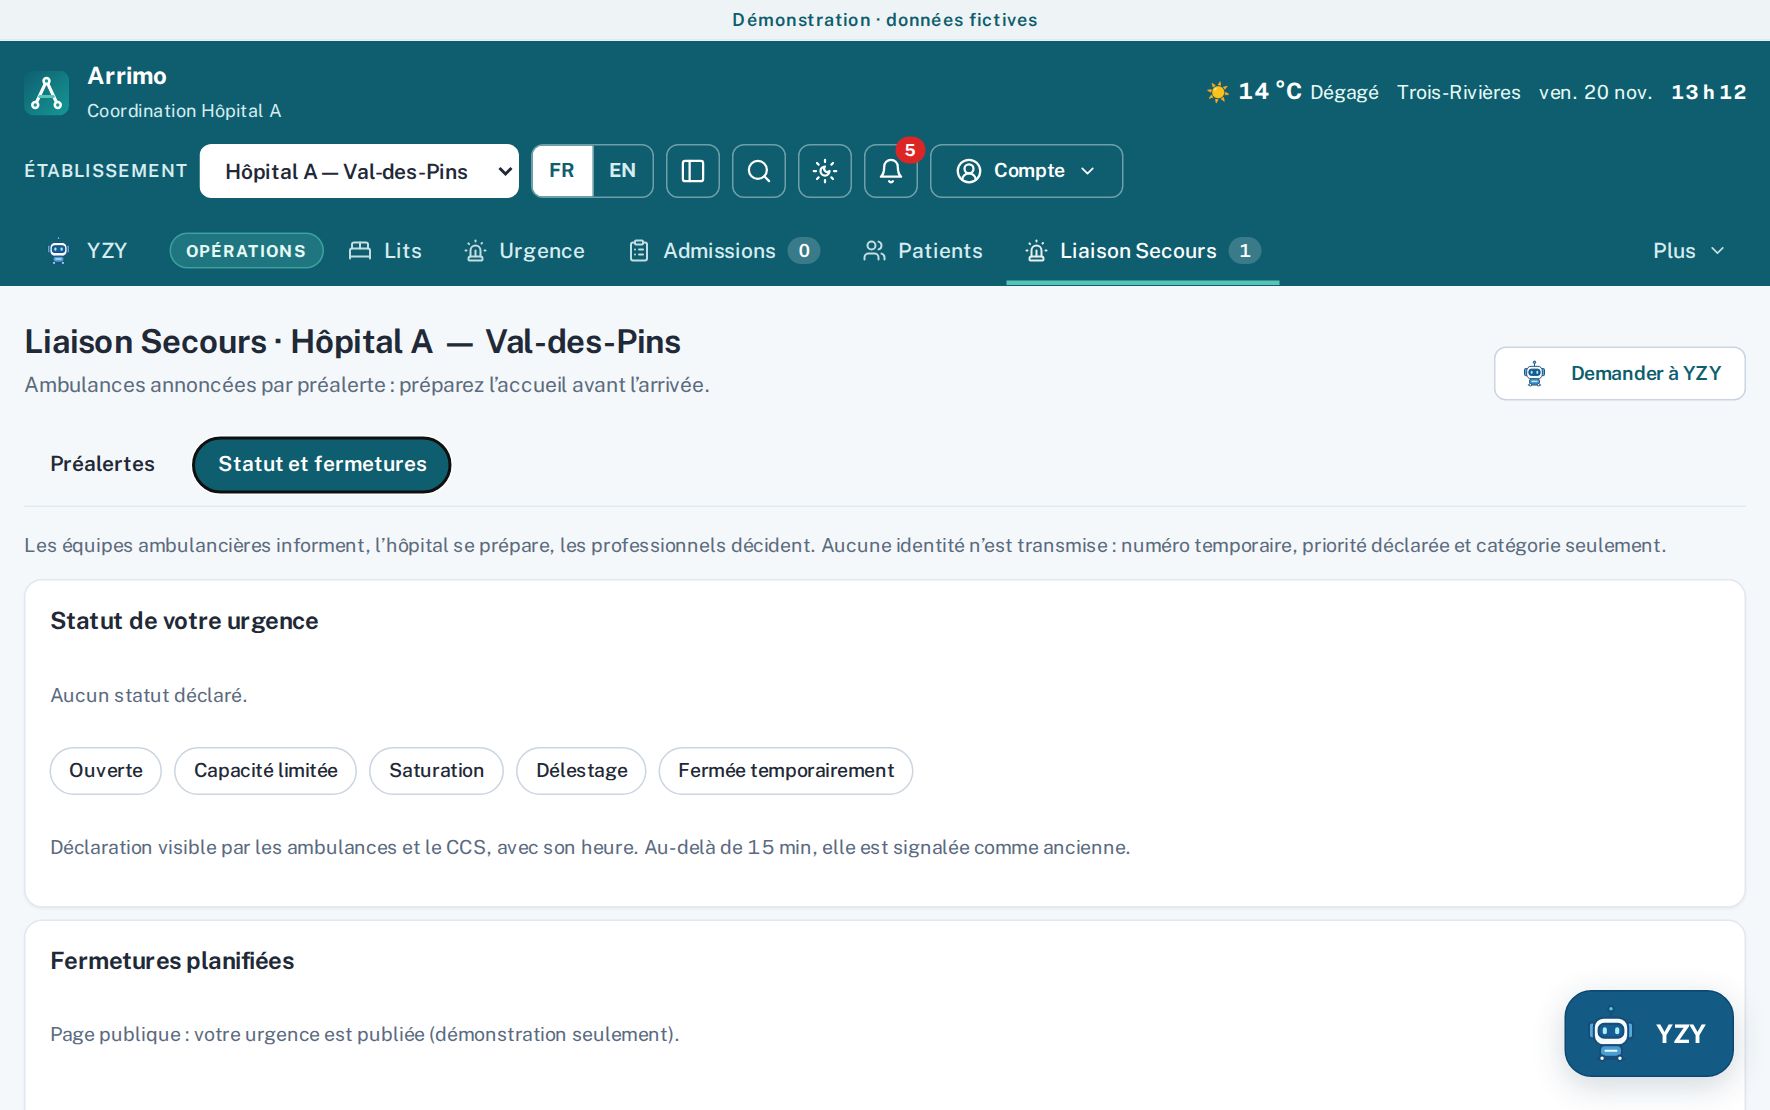 Démonstration · données fictives
Arrimo
Coordination Hôpital A
14 °C Dégagé Trois-Rivières ven. 20 nov. 13 h 12
ÉTABLISSEMENT Hôpital A — Val-des-Pins FR EN 5 Compte
YZY OPÉRATIONS Lits Urgence Admissions 0 Patients Liaison Secours 1 Plus
Liaison Secours · Hôpital A — Val-des-Pins
Ambulances annoncées par préalerte : préparez l’accueil avant l’arrivée.
Demander à YZY
Préalertes Statut et fermetures
Les équipes ambulancières informent, l’hôpital se prépare, les professionnels décident. Aucune identité n’est transmise : numéro temporaire, priorité déclarée et catégorie seulement.
Statut de votre urgence
Aucun statut déclaré.
Ouverte Capacité limitée Saturation Délestage Fermée temporairement
Déclaration visible par les ambulances et le CCS, avec son heure. Au-delà de 15 min, elle est signalée comme ancienne.
Fermetures planifiées
Page publique : votre urgence est publiée (démonstration seulement).
YZY